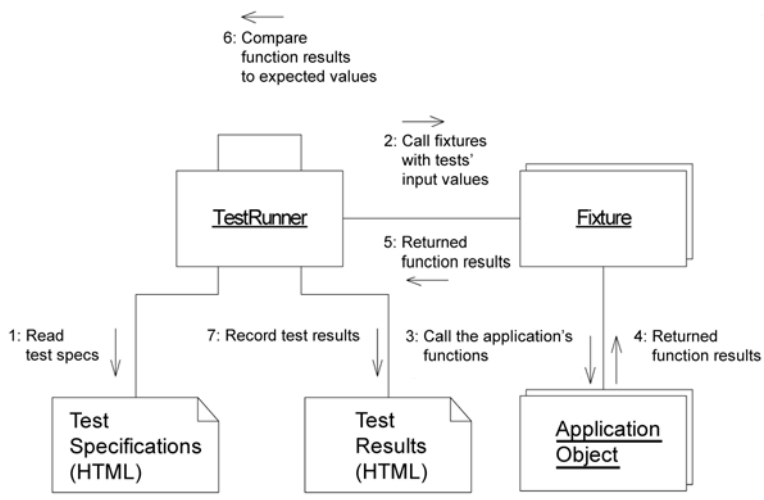 6: Compare
function results
to expected values
2: Call fixtures
with tests'
input values
TestRunner
Fixture
5: Returned
function results
1: Read
test specs
7: Record test results
3: Call the application's
functions
4: Returned
function results
Test
Specifications
(HTML)
Test
Results
(HTML)
Application
Object